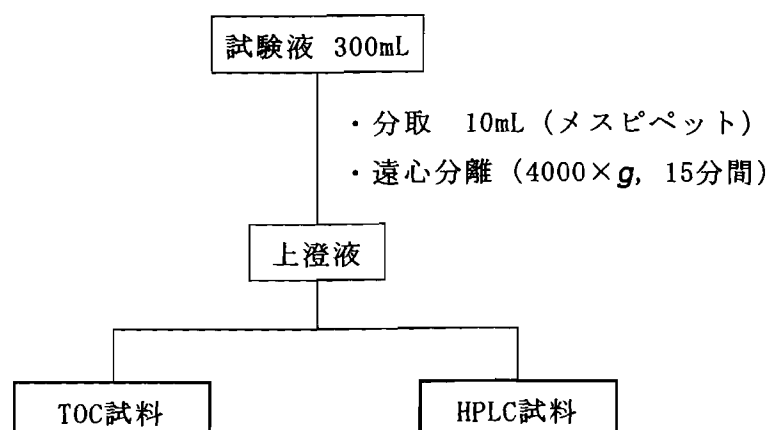 試験液 300mL
・分取　10mL（メスピペット）
・遠心分離（4000×g, 15分間）
上澄液
TOC試料
HPLC試料